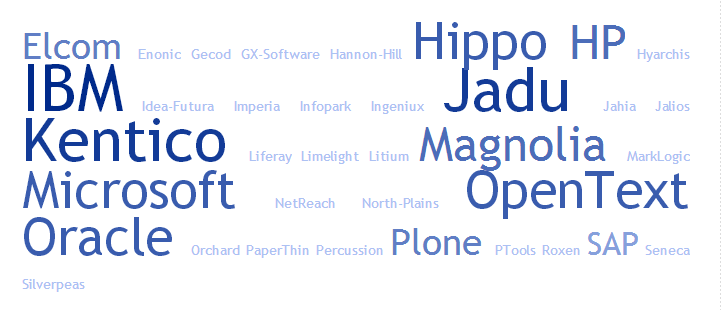 Elcom Enonic Gecod GX-Software Hannon-Hill Hippo HP Hyarchis
IBM Idea-Futura Imperia Infopark Ingeniux Jadu Jahia Jalios
Kentico Liferay Limelight Litium Magnolia MarkLogic
Microsoft NetReach North-Plains OpenText
Oracle Orchard PaperThin Percussion Plone PTools Roxen SAP Seneca
Silverpeas